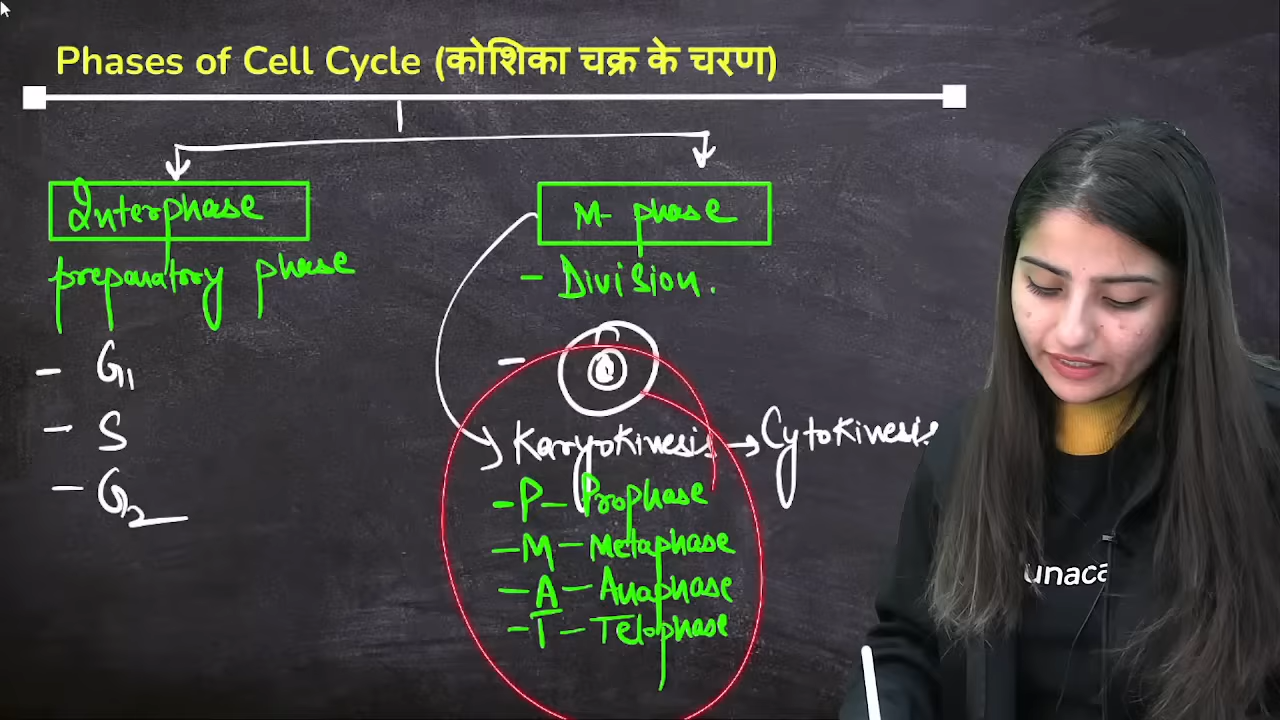 Phases of Cell Cycle (कोशिका चक्र के चरण)
Interphase
preparatory phase
- G1
- S
- G2
M- phase
- Division.
Karyokinesis → Cytokinesis
- P - Prophase
- M - Metaphase
- A - Anaphase
- T - Telophase
unaca